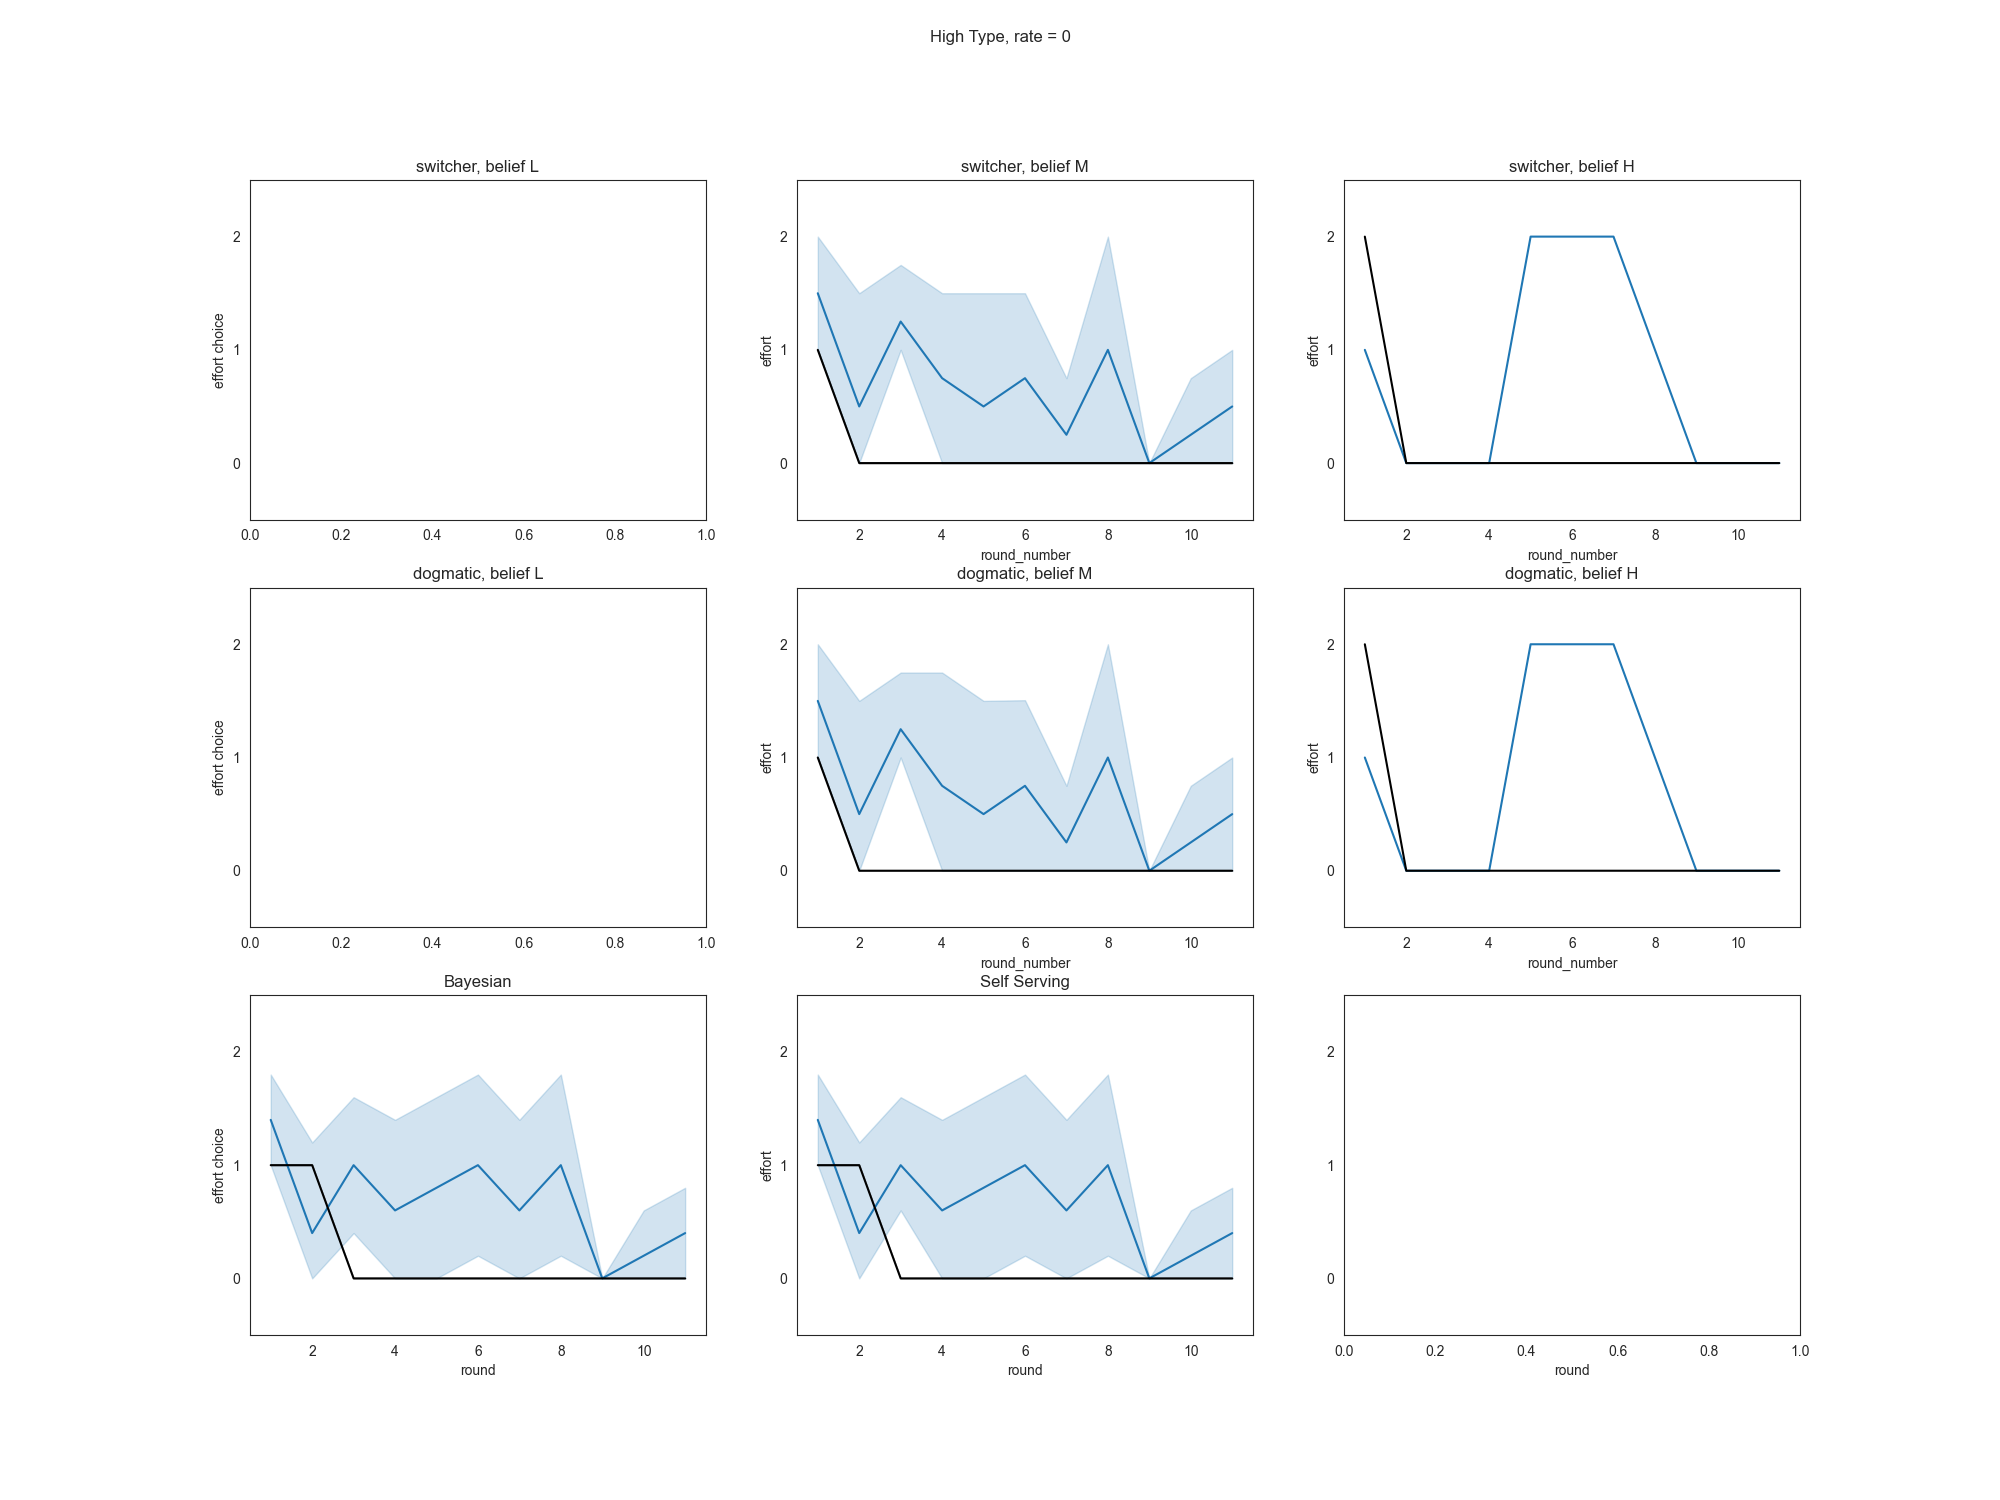 High Type, rate = 0
switcher, belief L
effort choice
2
1
0
0.0 0.2 0.4 0.6 0.8 1.0
switcher, belief M
effort
2
1
0
2 4 6 8 10
round_number
switcher, belief H
effort
2
1
0
2 4 6 8 10
round_number
dogmatic, belief L
effort choice
2
1
0
0.0 0.2 0.4 0.6 0.8 1.0
dogmatic, belief M
effort
2
1
0
2 4 6 8 10
round_number
dogmatic, belief H
effort
2
1
0
2 4 6 8 10
round_number
Bayesian
effort choice
2
1
0
2 4 6 8 10
round
Self Serving
effort
2
1
0
2 4 6 8 10
round
2
1
0
0.0 0.2 0.4 0.6 0.8 1.0
round